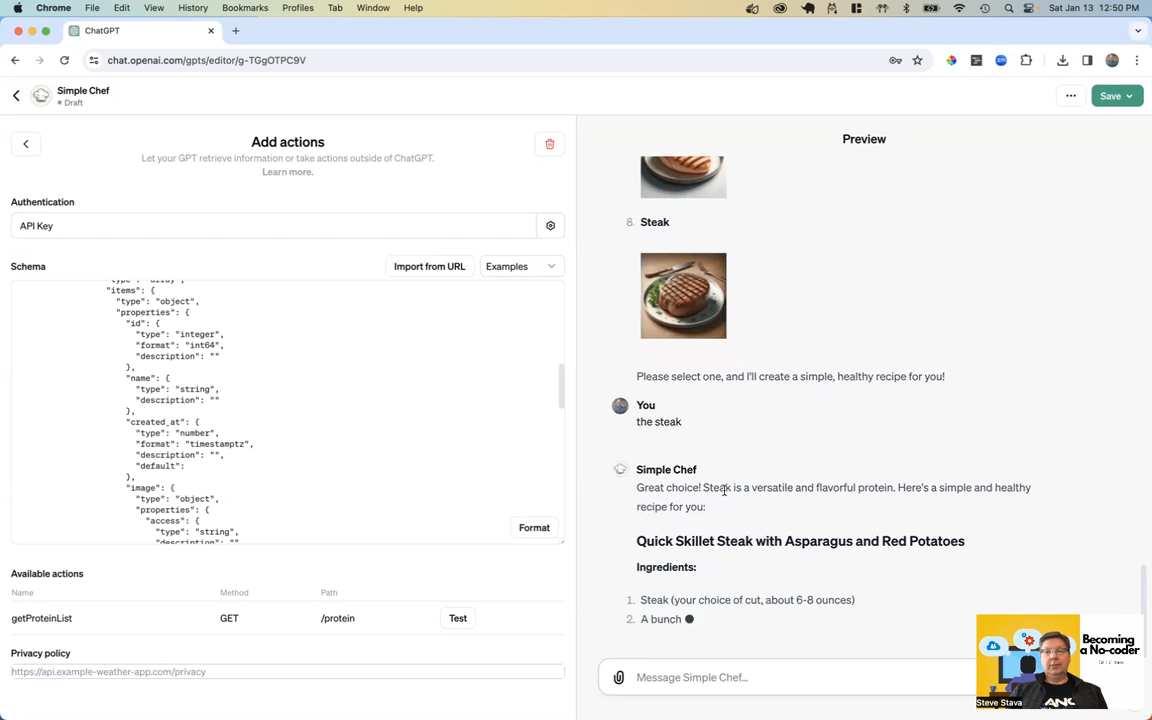 Chrome File Edit View History Bookmarks Profiles Tab Window Help Sat Jan 13 12:50 PM
ChatGPT
chat.openai.com/gpts/editor/g-TGgOTPC9V
Simple Chef
Draft
Save
Add actions
Let your GPT retrieve information or take actions outside of ChatGPT.
Learn more.
Authentication
API Key
Schema
Import from URL
Examples
"items": {
"type": "object",
"properties": {
"id": {
"type": "integer",
"format": "int64",
"description": ""
},
"name": {
"type": "string",
"description": ""
},
"created_at": {
"type": "number",
"format": "timestamptz",
"description": "",
"default":
},
"image": {
"type": "object",
"properties": {
"access": {
"type": "string",
"description": ""
Format
Available actions
Name Method Path
getProteinList GET /protein Test
Privacy policy
https://api.example-weather-app.com/privacy
Preview
8. Steak
Please select one, and I'll create a simple, healthy recipe for you!
You
the steak
Simple Chef
Great choice! Steak is a versatile and flavorful protein. Here's a simple and healthy
recipe for you:
Quick Skillet Steak with Asparagus and Red Potatoes
Ingredients:
1. Steak (your choice of cut, about 6-8 ounces)
2. A bunch
Message Simple Chef...
Becoming
a No-coder
Steve Stava